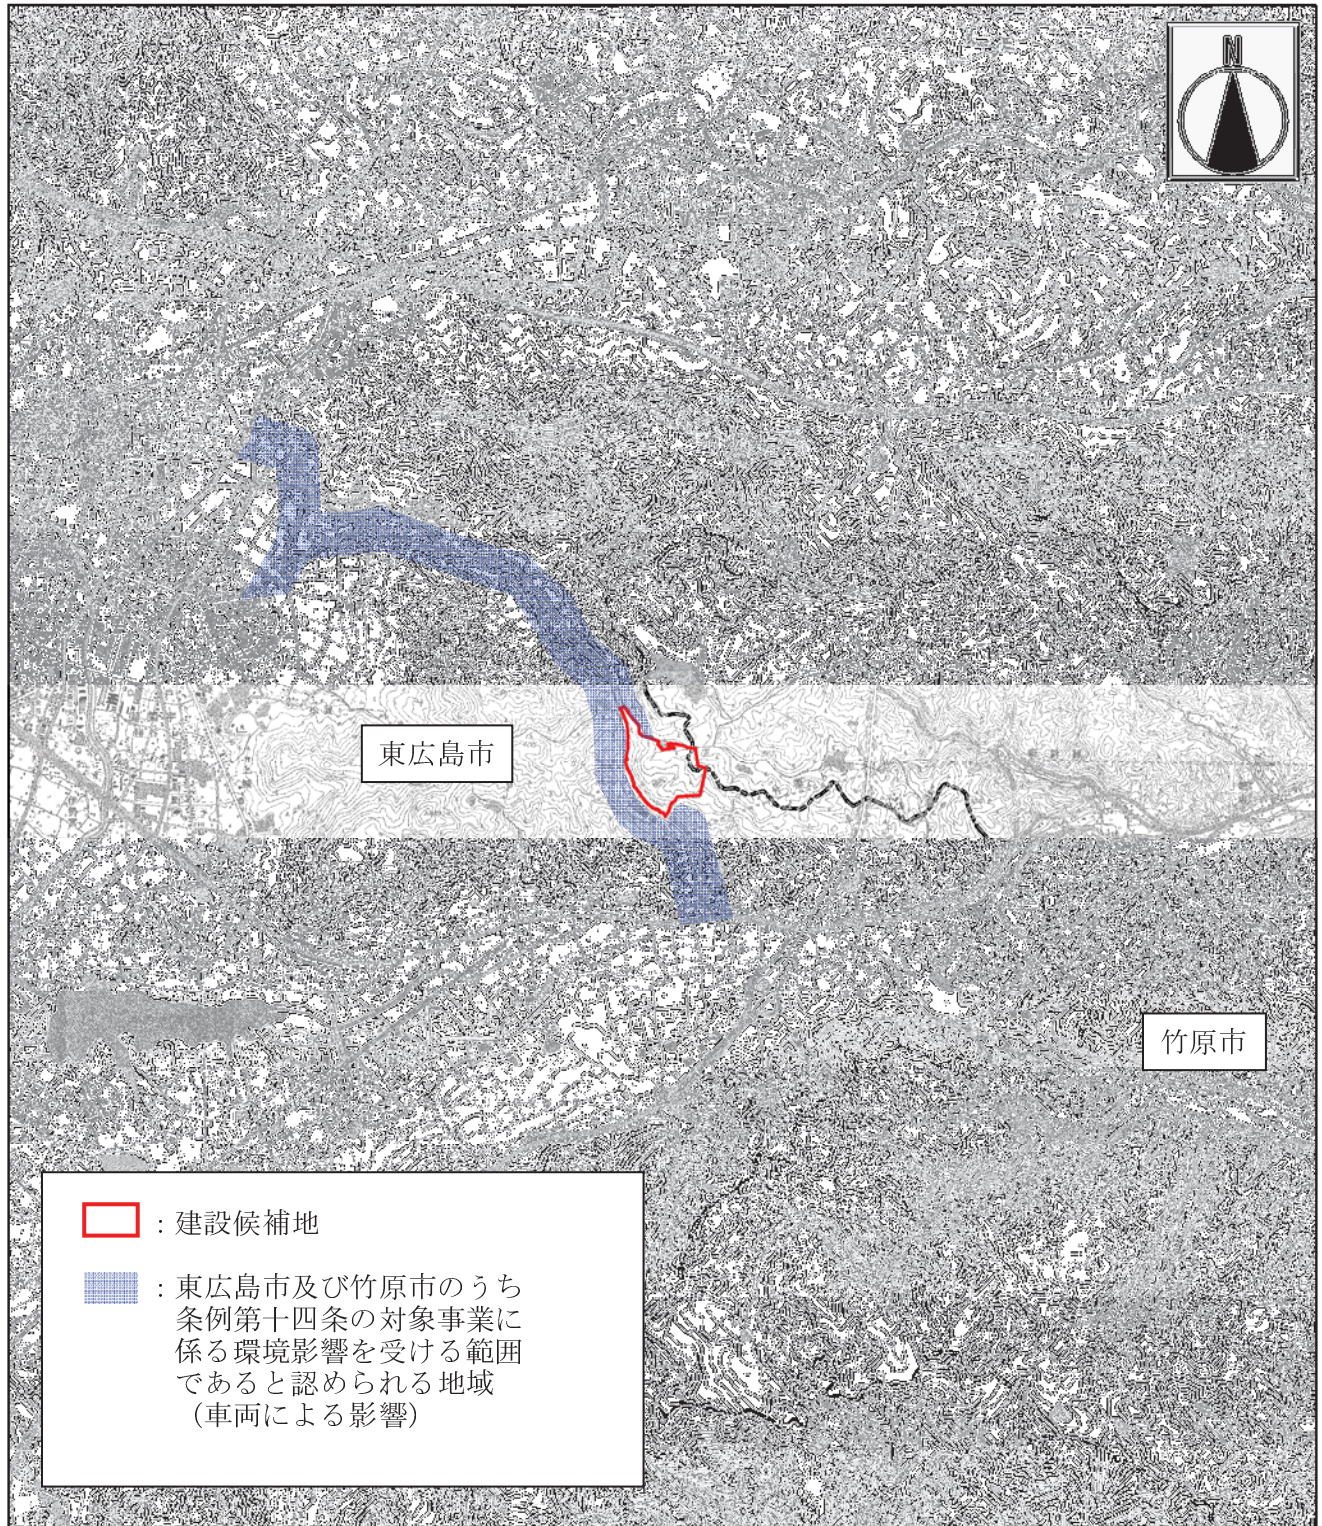 N
東広島市
竹原市
：建設候補地
：東広島市及び竹原市のうち
条例第十四条の対象事業に
係る環境影響を受ける範囲
であると認められる地域
（車両による影響）